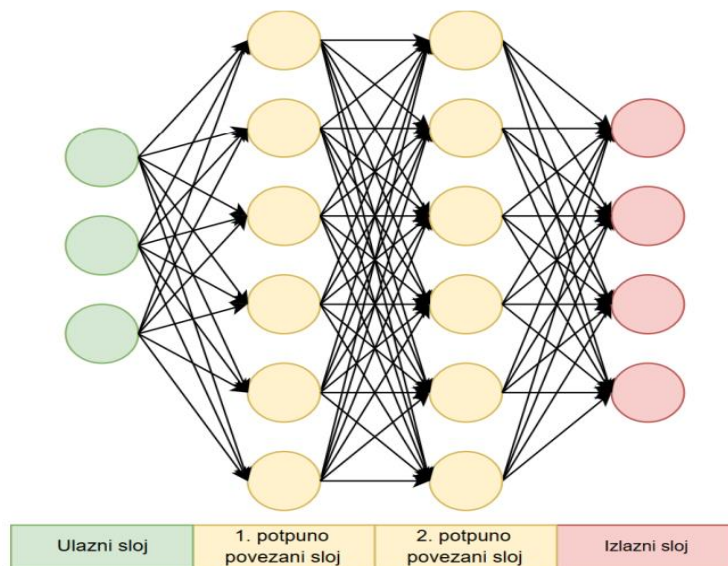 Ulazni sloj
1. potpuno
povezani sloj
2. potpuno
povezani sloj
Izlazni sloj